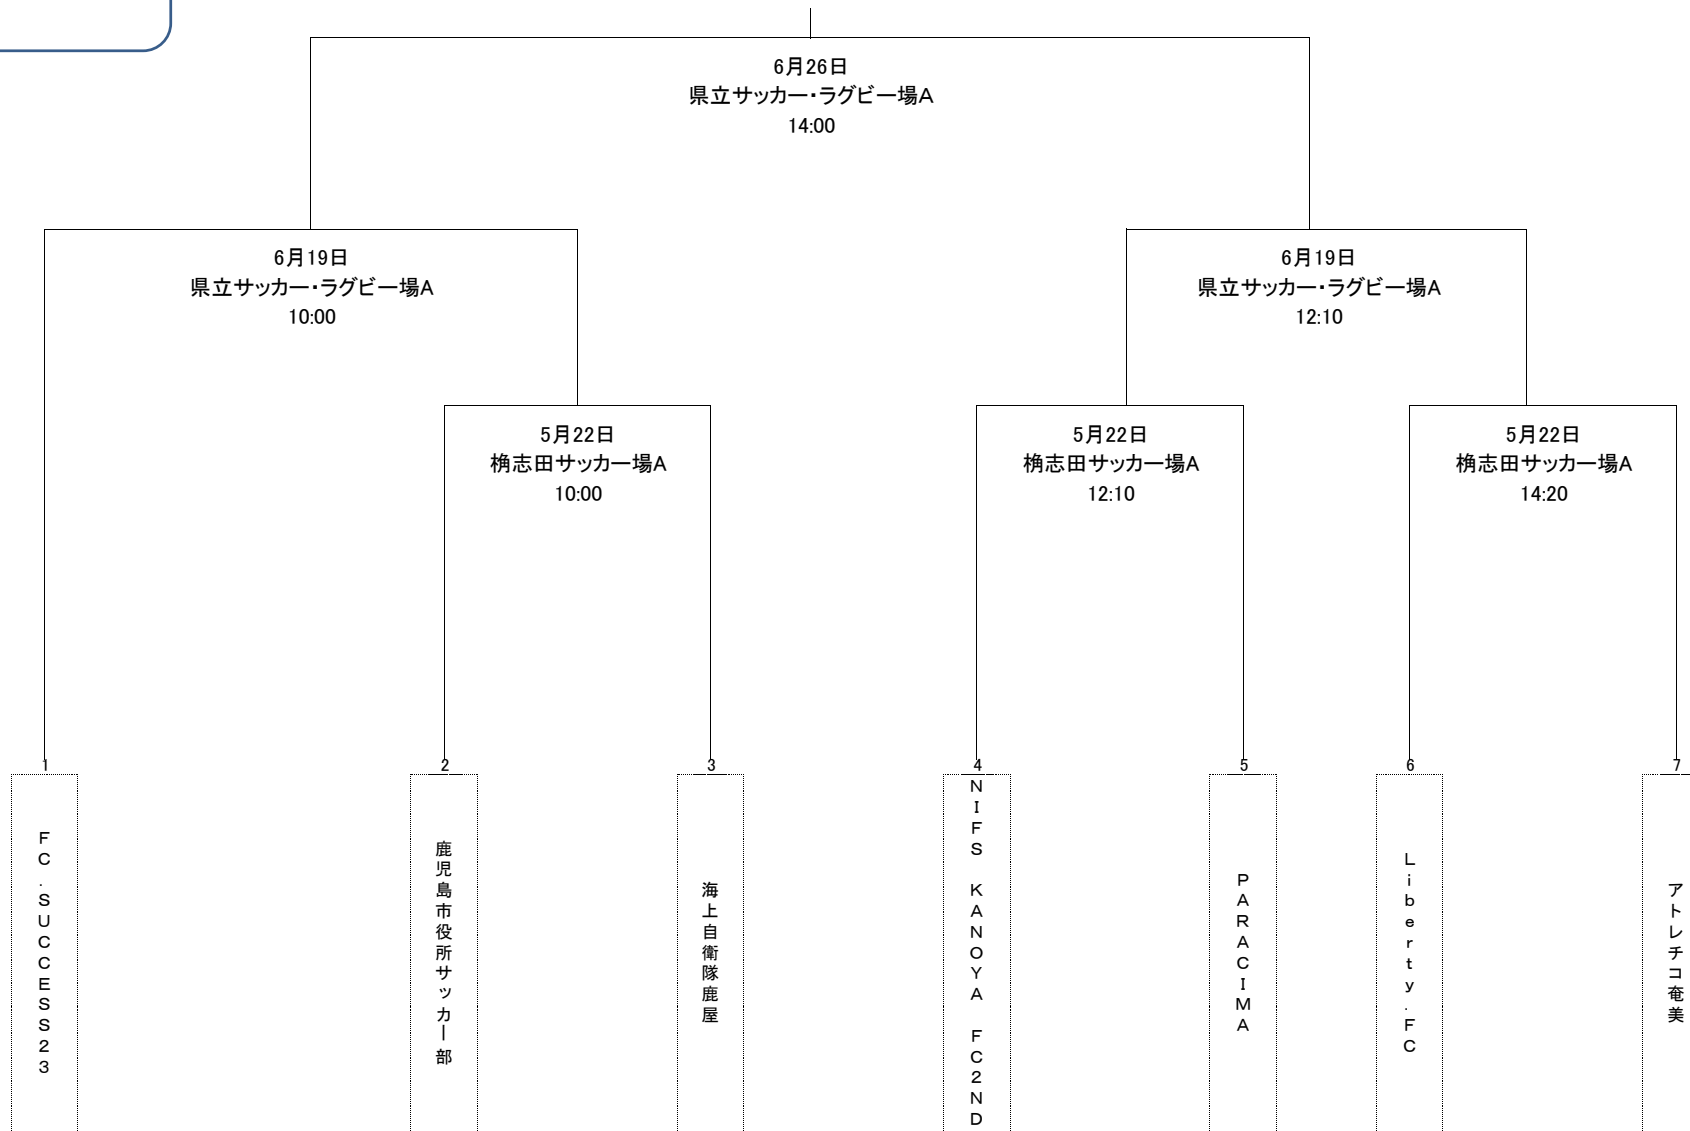 6月26日
県立サッカー・ラグビー場A
14:00
6月19日
県立サッカー・ラグビー場A
10:00
6月19日
県立サッカー・ラグビー場A
12:10
5月22日
桷志田サッカー場A
10:00
5月22日
桷志田サッカー場A
12:10
5月22日
桷志田サッカー場A
14:20
1
FC.SUCCESS23
2
鹿児島市役所サッカー部
3
海上自衛隊鹿屋
4
NIFS KANOYA FC2ND
5
PARACIMA
6
Liberty.FC
7
アトレチコ奄美